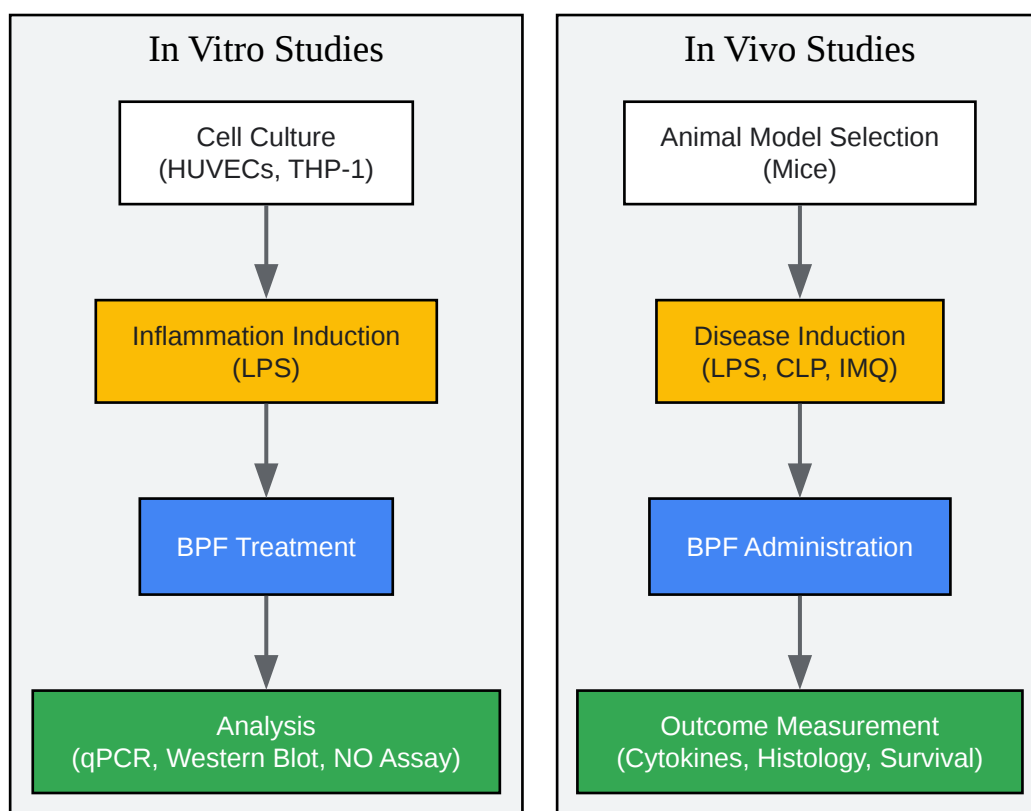 In Vitro Studies
Cell Culture
(HUVECs, THP-1)
Inflammation Induction
(LPS)
BPF Treatment
Analysis
(qPCR, Western Blot, NO Assay)
In Vivo Studies
Animal Model Selection
(Mice)
Disease Induction
(LPS, CLP, IMQ)
BPF Administration
Outcome Measurement
(Cytokines, Histology, Survival)